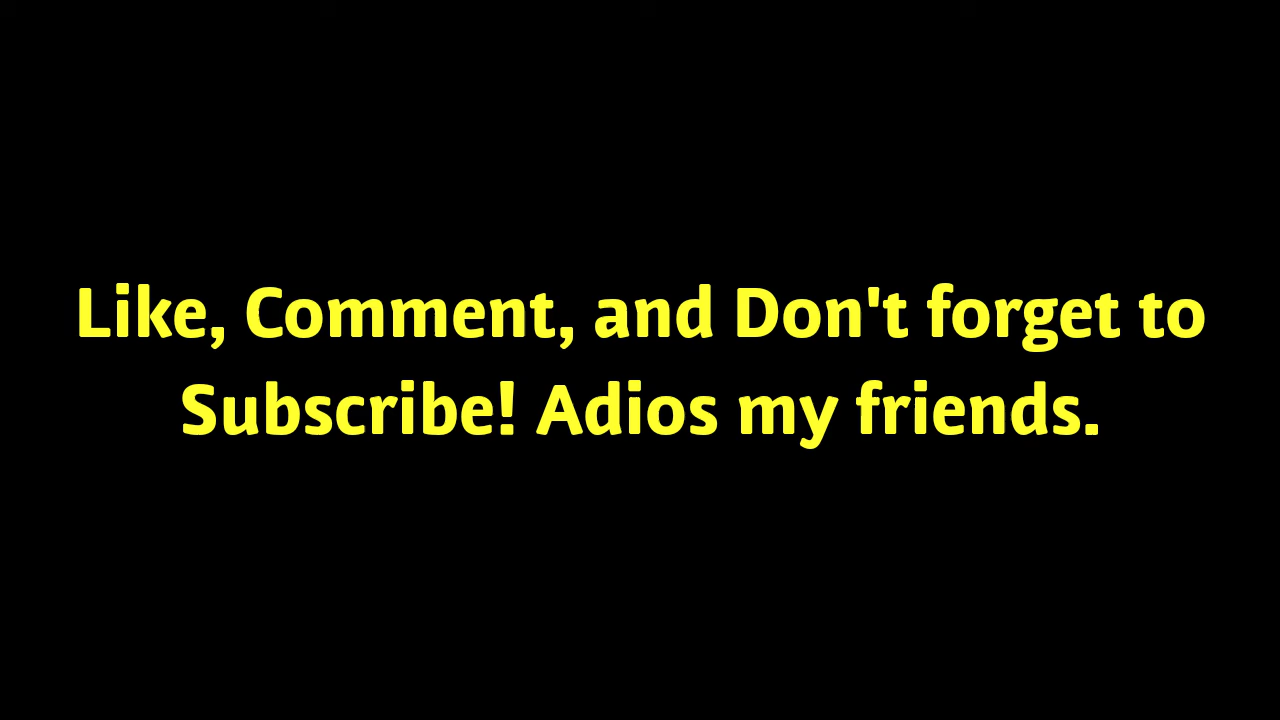 Like, Comment, and Don't forget to
Subscribe! Adios my friends.